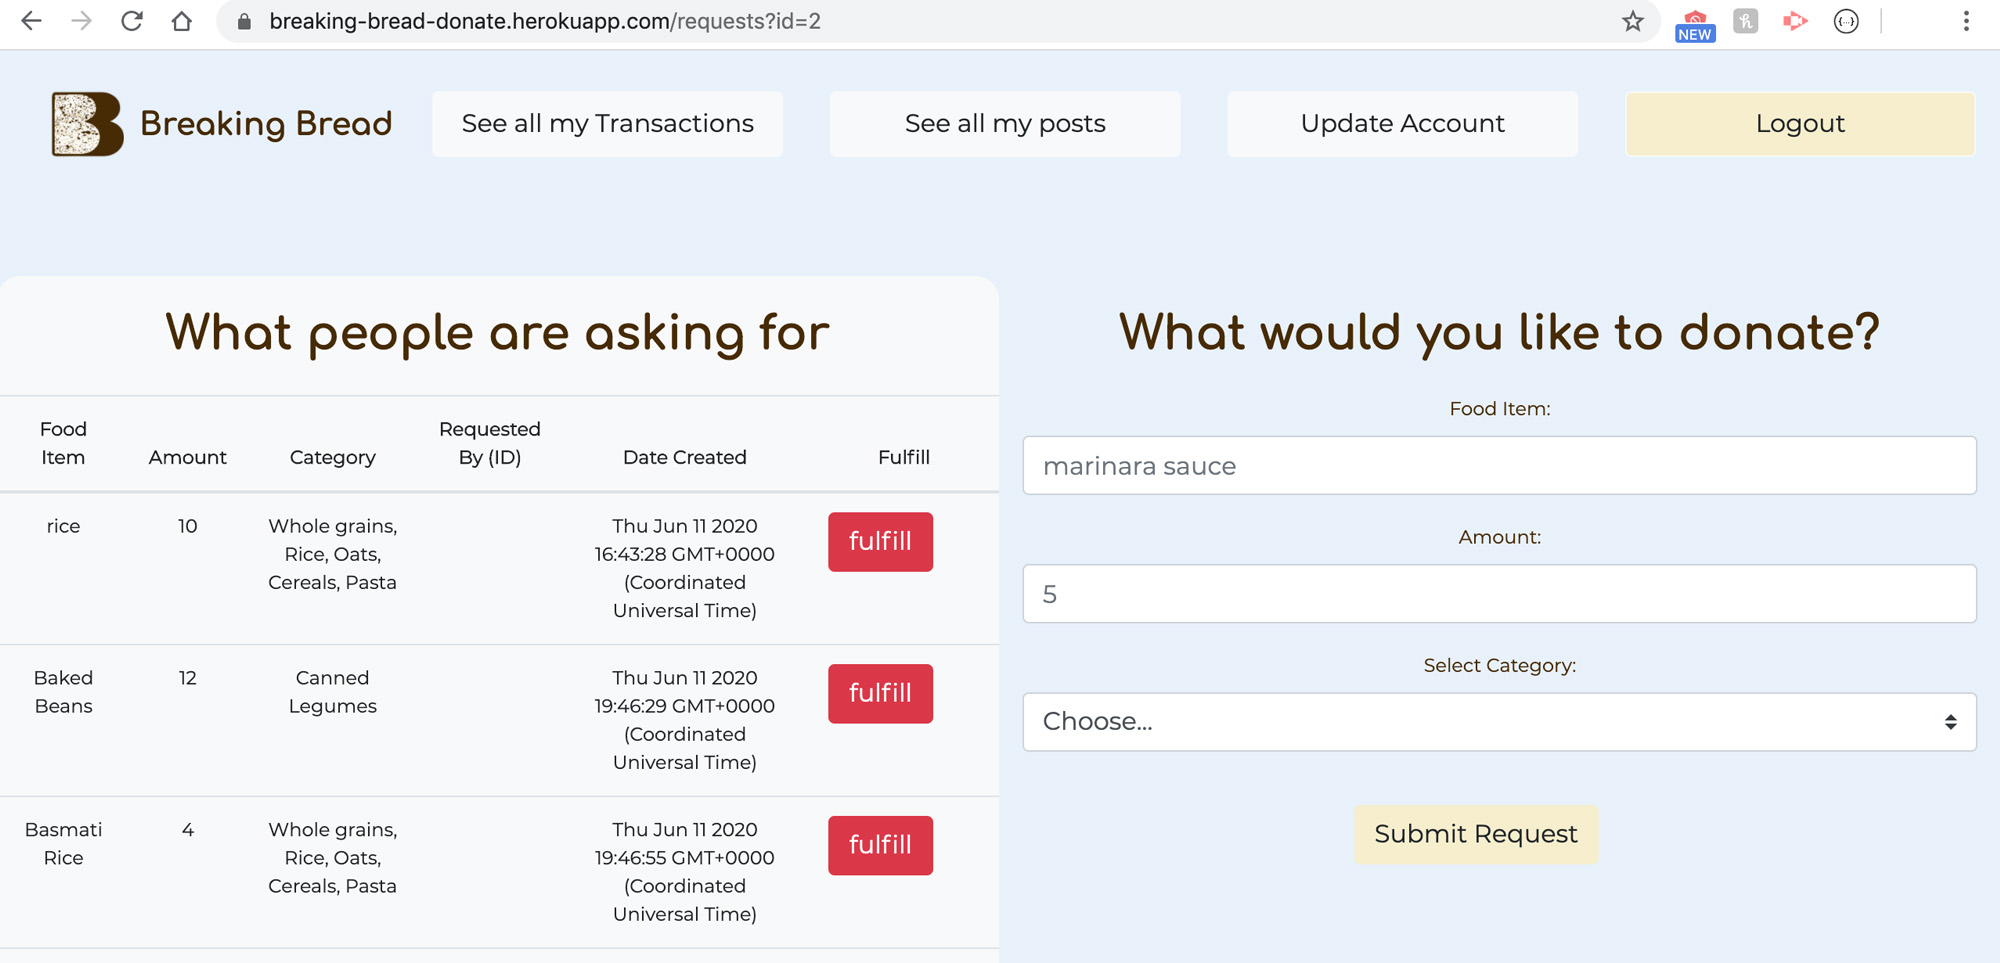 breaking-bread-donate.herokuapp.com/requests?id=2
NEW
Breaking Bread
See all my Transactions
See all my posts
Update Account
Logout
What people are asking for
Food
Item
Amount
Category
Requested
By (ID)
Date Created
Fulfill
rice
10
Whole grains,
Rice, Oats,
Cereals, Pasta
Thu Jun 11 2020
16:43:28 GMT+0000
(Coordinated
Universal Time)
fulfill
Baked
Beans
12
Canned
Legumes
Thu Jun 11 2020
19:46:29 GMT+0000
(Coordinated
Universal Time)
fulfill
Basmati
Rice
4
Whole grains,
Rice, Oats,
Cereals, Pasta
Thu Jun 11 2020
19:46:55 GMT+0000
(Coordinated
Universal Time)
fulfill
What would you like to donate?
Food Item:
marinara sauce
Amount:
5
Select Category:
Choose...
Submit Request